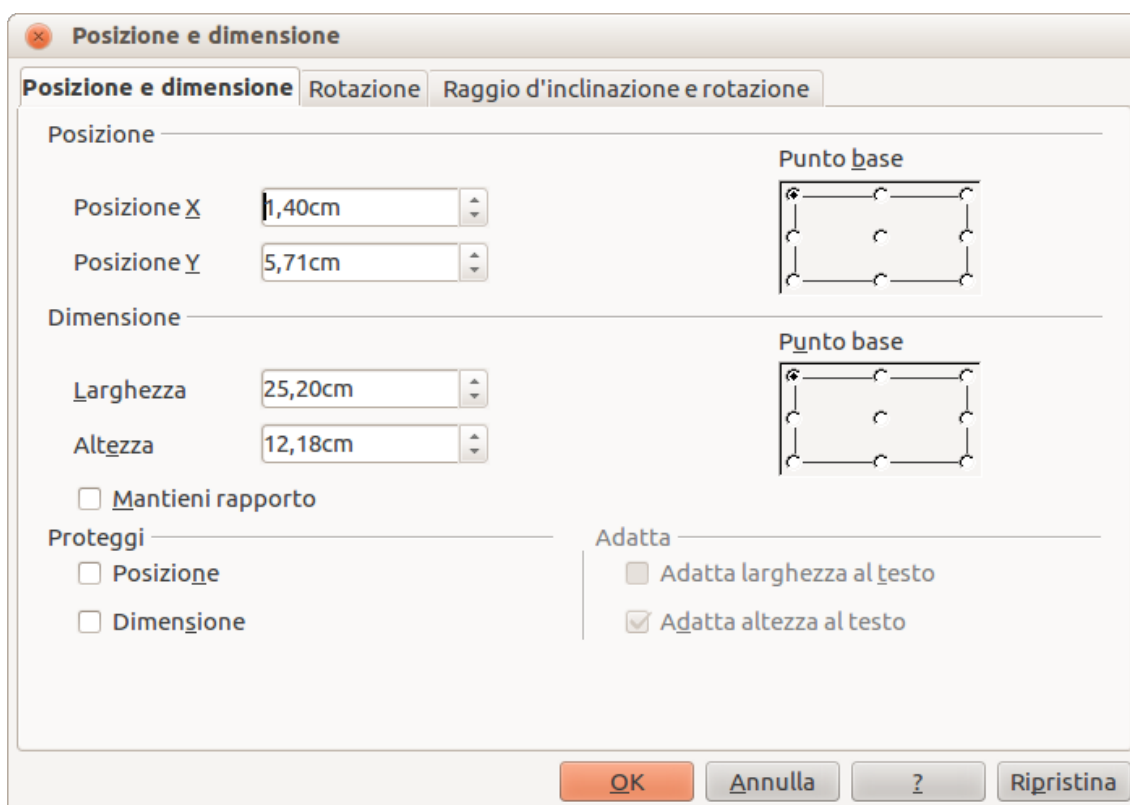 Posizione e dimensione
Posizione e dimensione Rotazione Raggio d'inclinazione e rotazione
Posizione
Punto base
Posizione X 1,40cm
Posizione Y 5,71cm
Dimensione
Punto base
Larghezza 25,20cm
Altezza 12,18cm
Mantieni rapporto
Proteggi Adatta
Posizione Adatta larghezza al testo
Dimensione Adatta altezza al testo
OK Annulla ? Ripristina